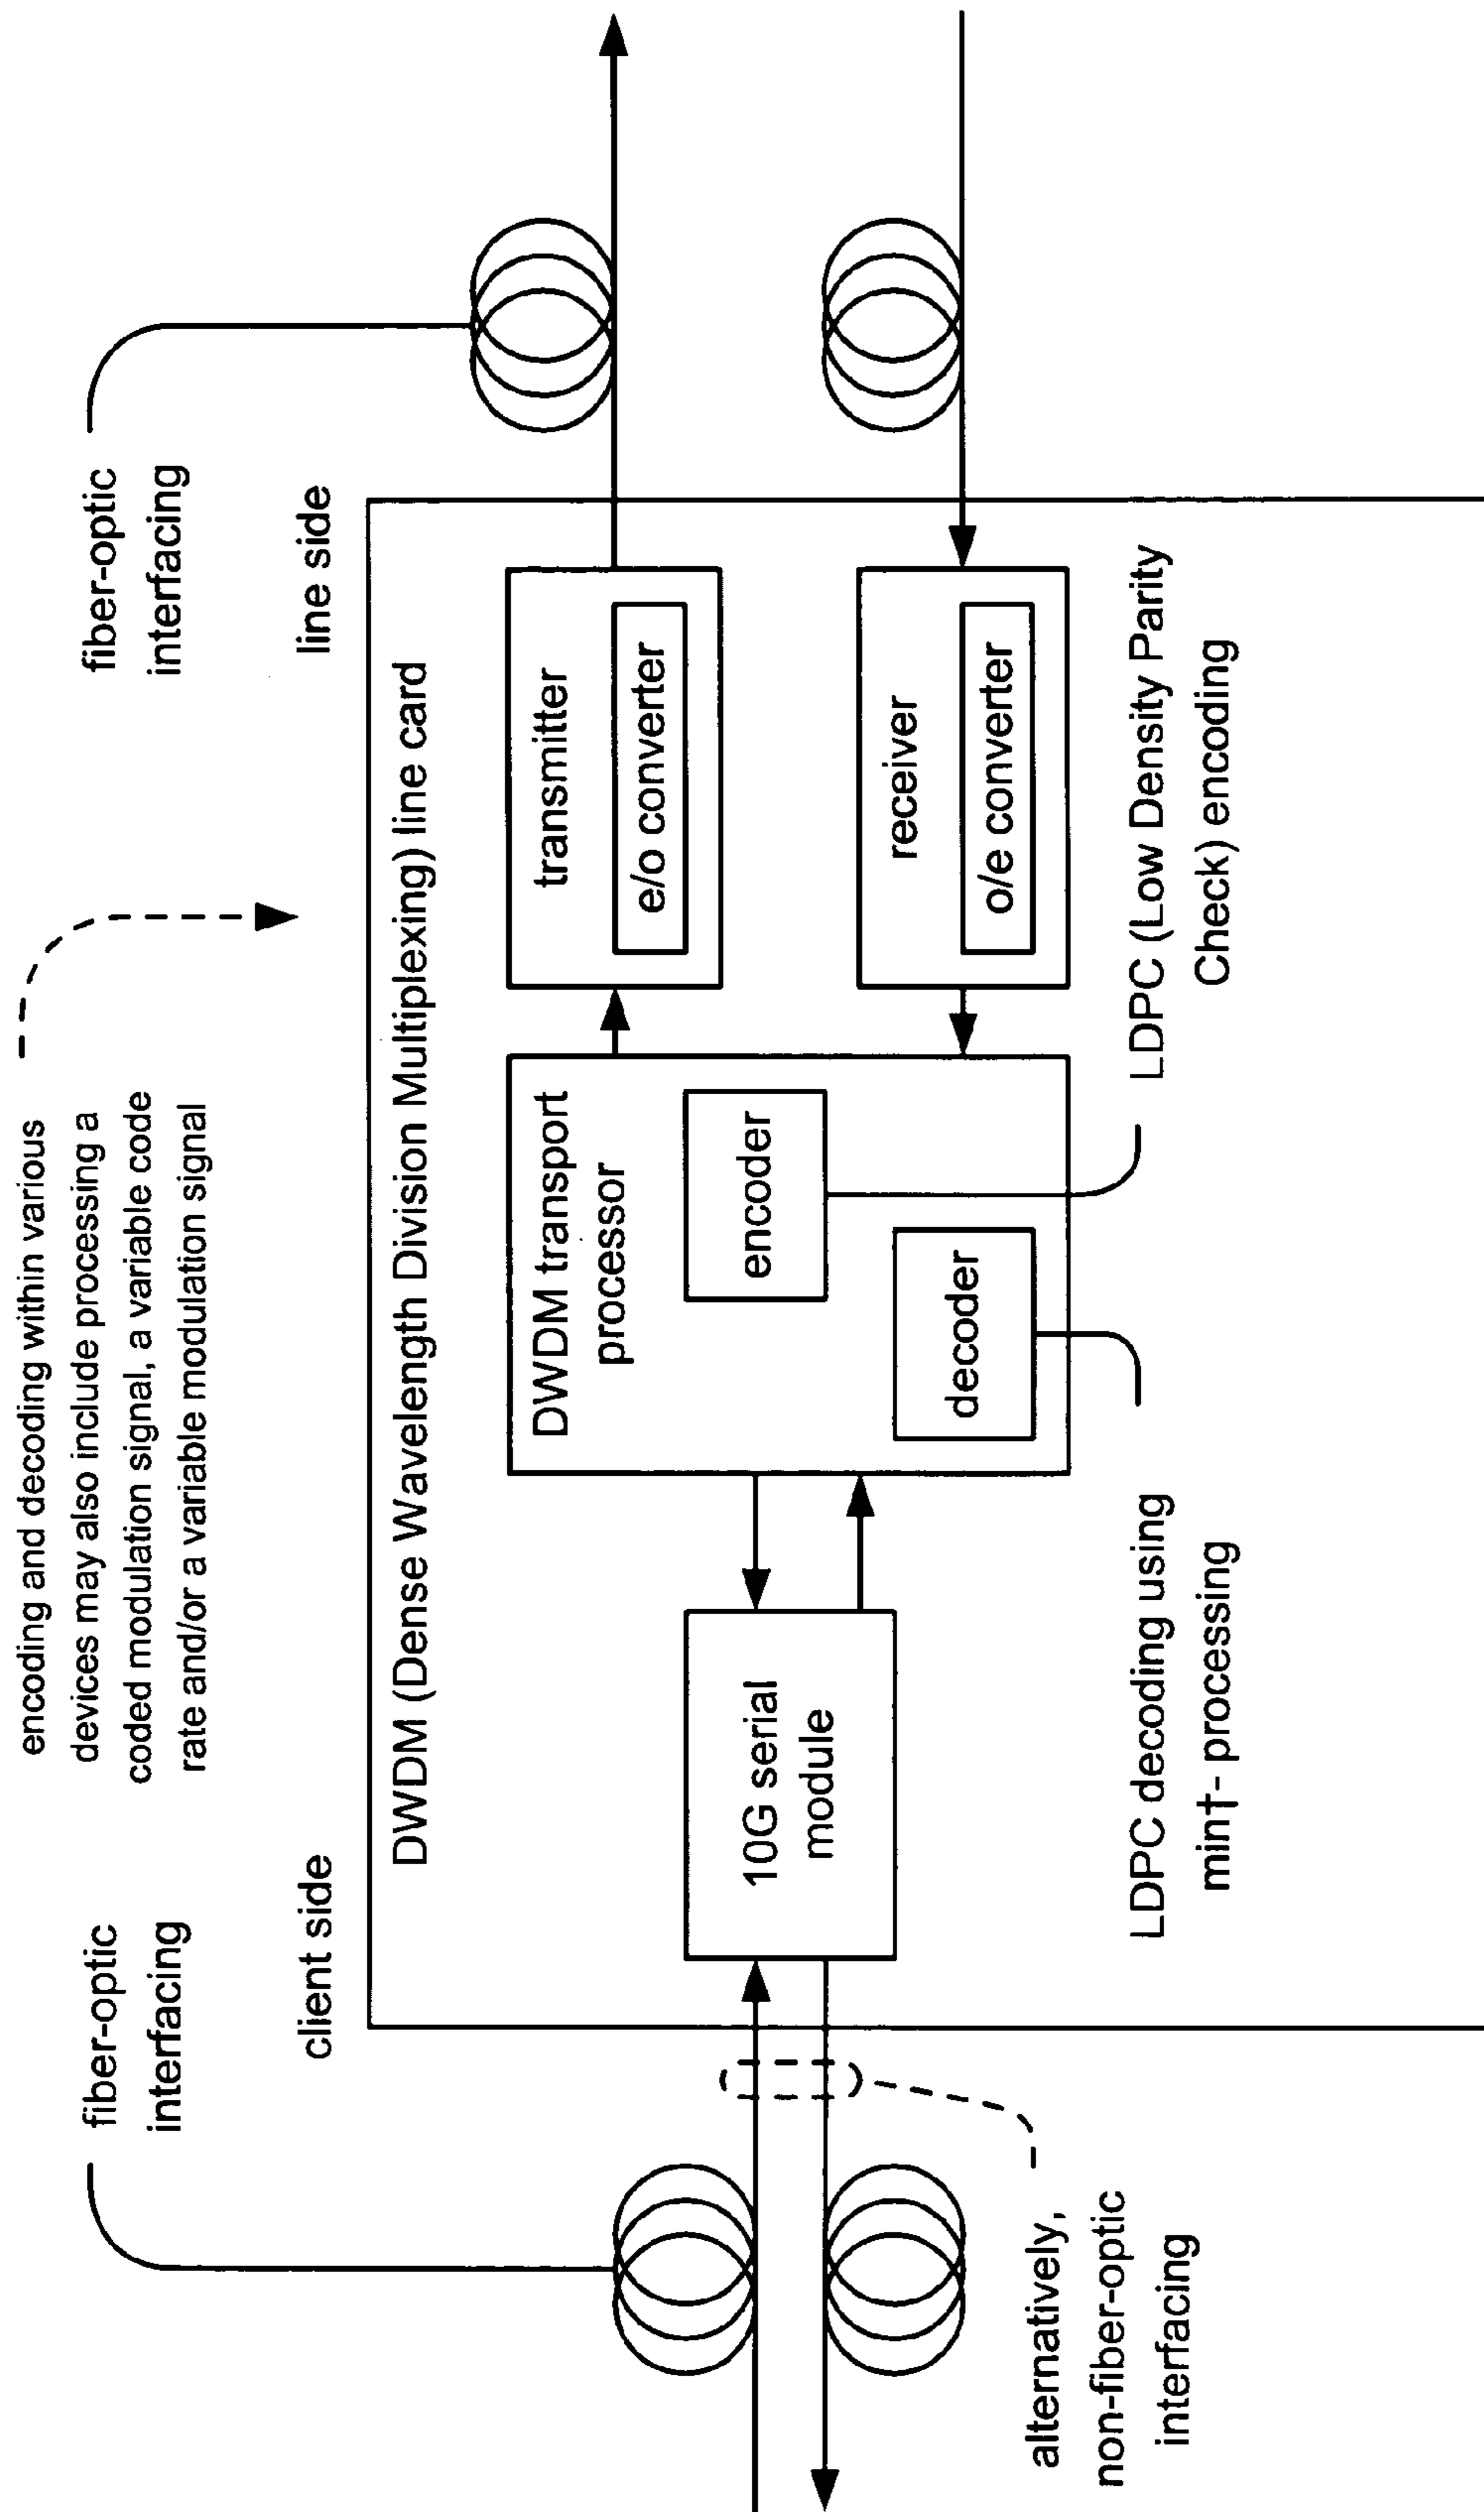 encoding and decoding within various
devices may also include processing a
coded modulation signal, a variable code
rate and/or a variable modulation signal
fiber-optic
interfacing
fiber-optic
interfacing
client side
line side
DWDM (Dense Wavelength Division Multiplexing) line card
10G serial
module
DWDM transport
processor
encoder
decoder
transmitter
e/o converter
receiver
o/e converter
alternatively,
non-fiber-optic
interfacing
LDPC decoding using
min†- processing
LDPC (Low Density Parity
Check) encoding